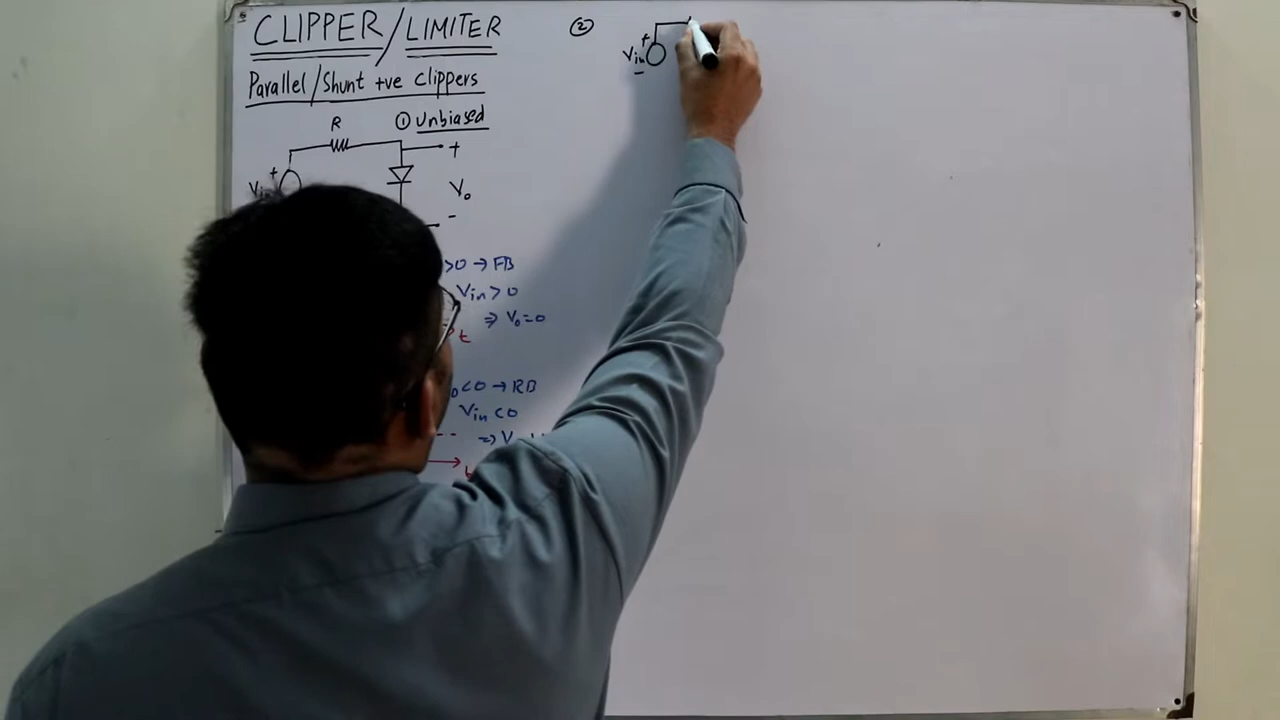 CLIPPER/LIMITER
Parallel/Shunt +ve clippers
① Unbiased
R
+
+
Vin
Vo
-
>0 → FB
Vin > 0
⇒ Vo=0
t
o <0 → RB
Vin <0
⇒ V
②
+
Vin
-